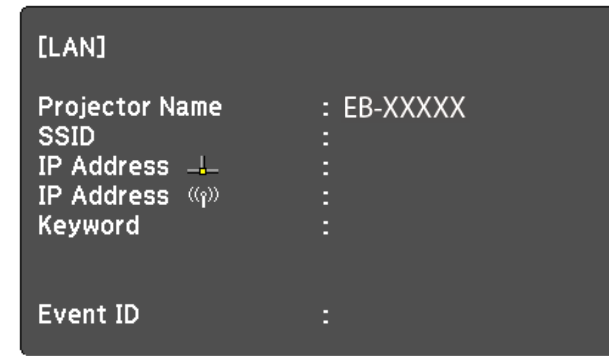 [LAN]
Projector Name : EB-XXXXX
SSID :
IP Address :
IP Address :
Keyword :
Event ID :